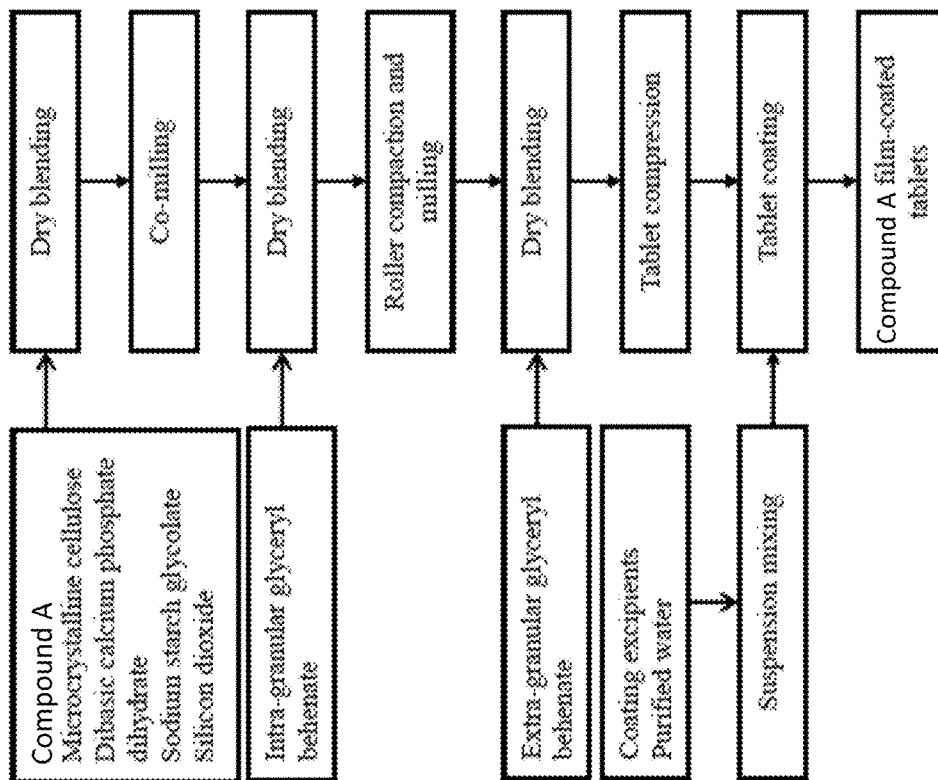 Compound A
Microcrystalline cellulose
Dibasic calcium phosphate
dihydrate
Sodium starch glycolate
Silicon dioxide
Dry blending
Co-milling
Intra-granular glyceryl
behenate
Dry blending
Roller compaction and
milling
Extra-granular glyceryl
behenate
Dry blending
Coating excipients
Purified water
Tablet compression
Suspension mixing
Tablet coating
Compound A film-coated
tablets